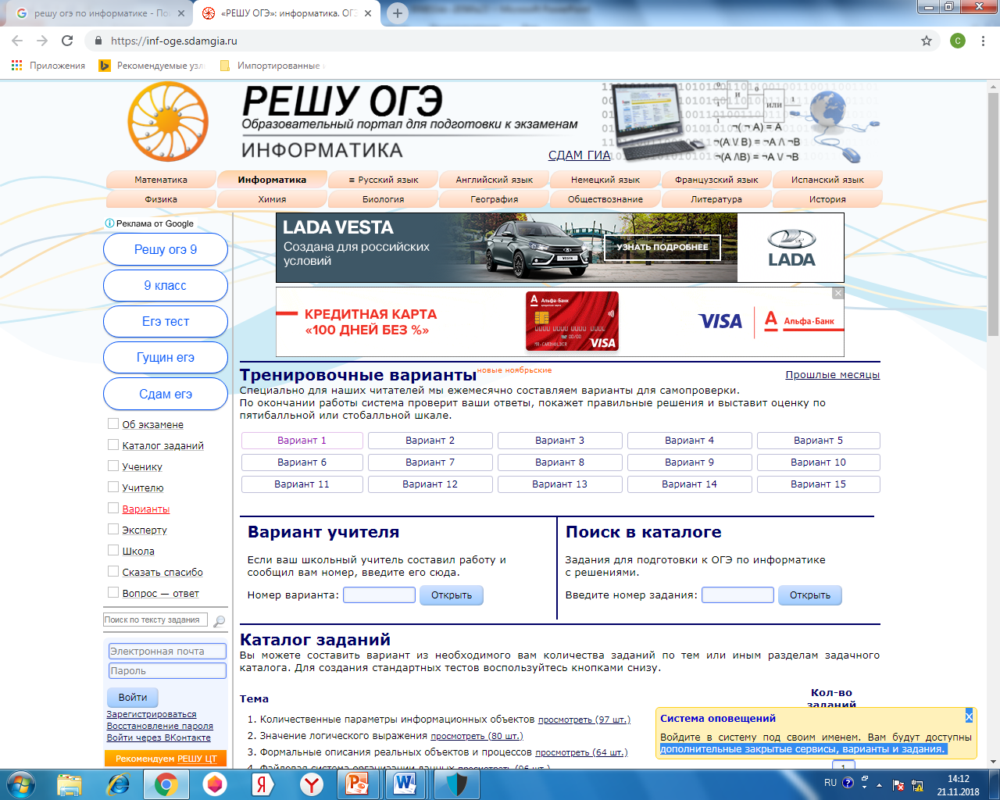 решу огэ по информатике - По
«РЕШУ ОГЭ»: информатика. ОГЭ
https://inf-oge.sdamgia.ru
С
Приложения
Рекомендуемые узл
Импортированные
РЕШУ ОГЭ
Образовательный портал для подготовки к экзаменам
ИНФОРМАТИКА
СДАМ ГИА
И
ИЛИ
¬(¬ A) = A
¬(A \/ B) = ¬A /\ ¬B
¬(A /\ B) = ¬A \/ ¬B
Математика
Информатика
≡ Русский язык
Английский язык
Немецкий язык
Французский язык
Испанский язык
Физика
Химия
Биология
География
Обществознание
Литература
История
Реклама от Google
Решу огэ 9
9 класс
Егэ тест
Гущин егэ
Сдам егэ
Об экзамене
Каталог заданий
Ученику
Учителю
Варианты
Эксперту
Школа
Сказать спасибо
Вопрос — ответ
Поиск по тексту задания
Электронная почта
Пароль
Войти
Зарегистрироваться
Восстановление пароля
Войти через ВКонтакте
Рекомендуем РЕШУ ЦТ
LADA VESTA
Создана для российских
условий
УЗНАТЬ ПОДРОБНЕЕ
LADA
КРЕДИТНАЯ КАРТА
«100 ДНЕЙ БЕЗ %»
Альфа·Банк
MR.CARDHOLDER
VISA
VISA
Альфа·Банк
Тренировочные варианты новые ноябрьские
Прошлые месяцы
Специально для наших читателей мы ежемесячно составляем варианты для самопроверки.
По окончании работы система проверит ваши ответы, покажет правильные решения и выставит оценку по
пятибалльной или стобалльной шкале.
Вариант 1
Вариант 2
Вариант 3
Вариант 4
Вариант 5
Вариант 6
Вариант 7
Вариант 8
Вариант 9
Вариант 10
Вариант 11
Вариант 12
Вариант 13
Вариант 14
Вариант 15
Вариант учителя
Если ваш школьный учитель составил работу и
сообщил вам номер, введите его сюда.
Номер варианта:
Открыть
Поиск в каталоге
Задания для подготовки к ОГЭ по информатике
с решениями.
Введите номер задания:
Открыть
Каталог заданий
Вы можете составить вариант из необходимого вам количества заданий по тем или иным разделам задачного
каталога. Для создания стандартных тестов воспользуйтесь кнопками снизу.
Тема
Кол-во
заданий
1. Количественные параметры информационных объектов просмотреть (97 шт.)
2. Значение логического выражения просмотреть (80 шт.)
3. Формальные описания реальных объектов и процессов просмотреть (64 шт.)
4. Файловая система организации данных просмотреть (96 шт.)
1
Система оповещений
x
Войдите в систему под своим именем. Вам будут доступны
дополнительные закрытые сервисы, варианты и задания.
RU
14:12
21.11.2018